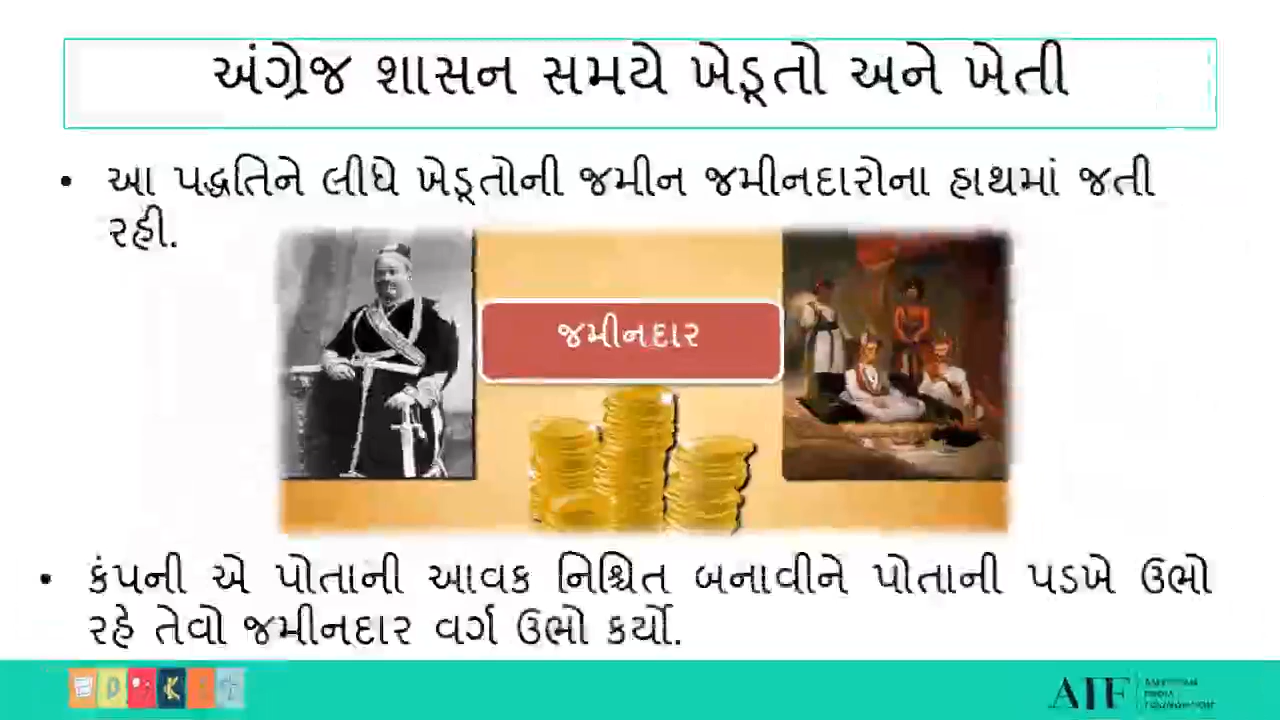 અંગ્રેજ શાસન સમયે ખેડૂતો અને ખેતી
• આ પદ્ધતિને લીધે ખેડૂતોની જમીન જમીનદારોના હાથમાં જતી
રહી.
જમીનદાર
• કંપની એ પોતાની આવક નિશ્ચિત બનાવીને પોતાની પડખે ઉભો
રહે તેવો જમીનદાર વર્ગ ઉભો કર્યો.
AIF